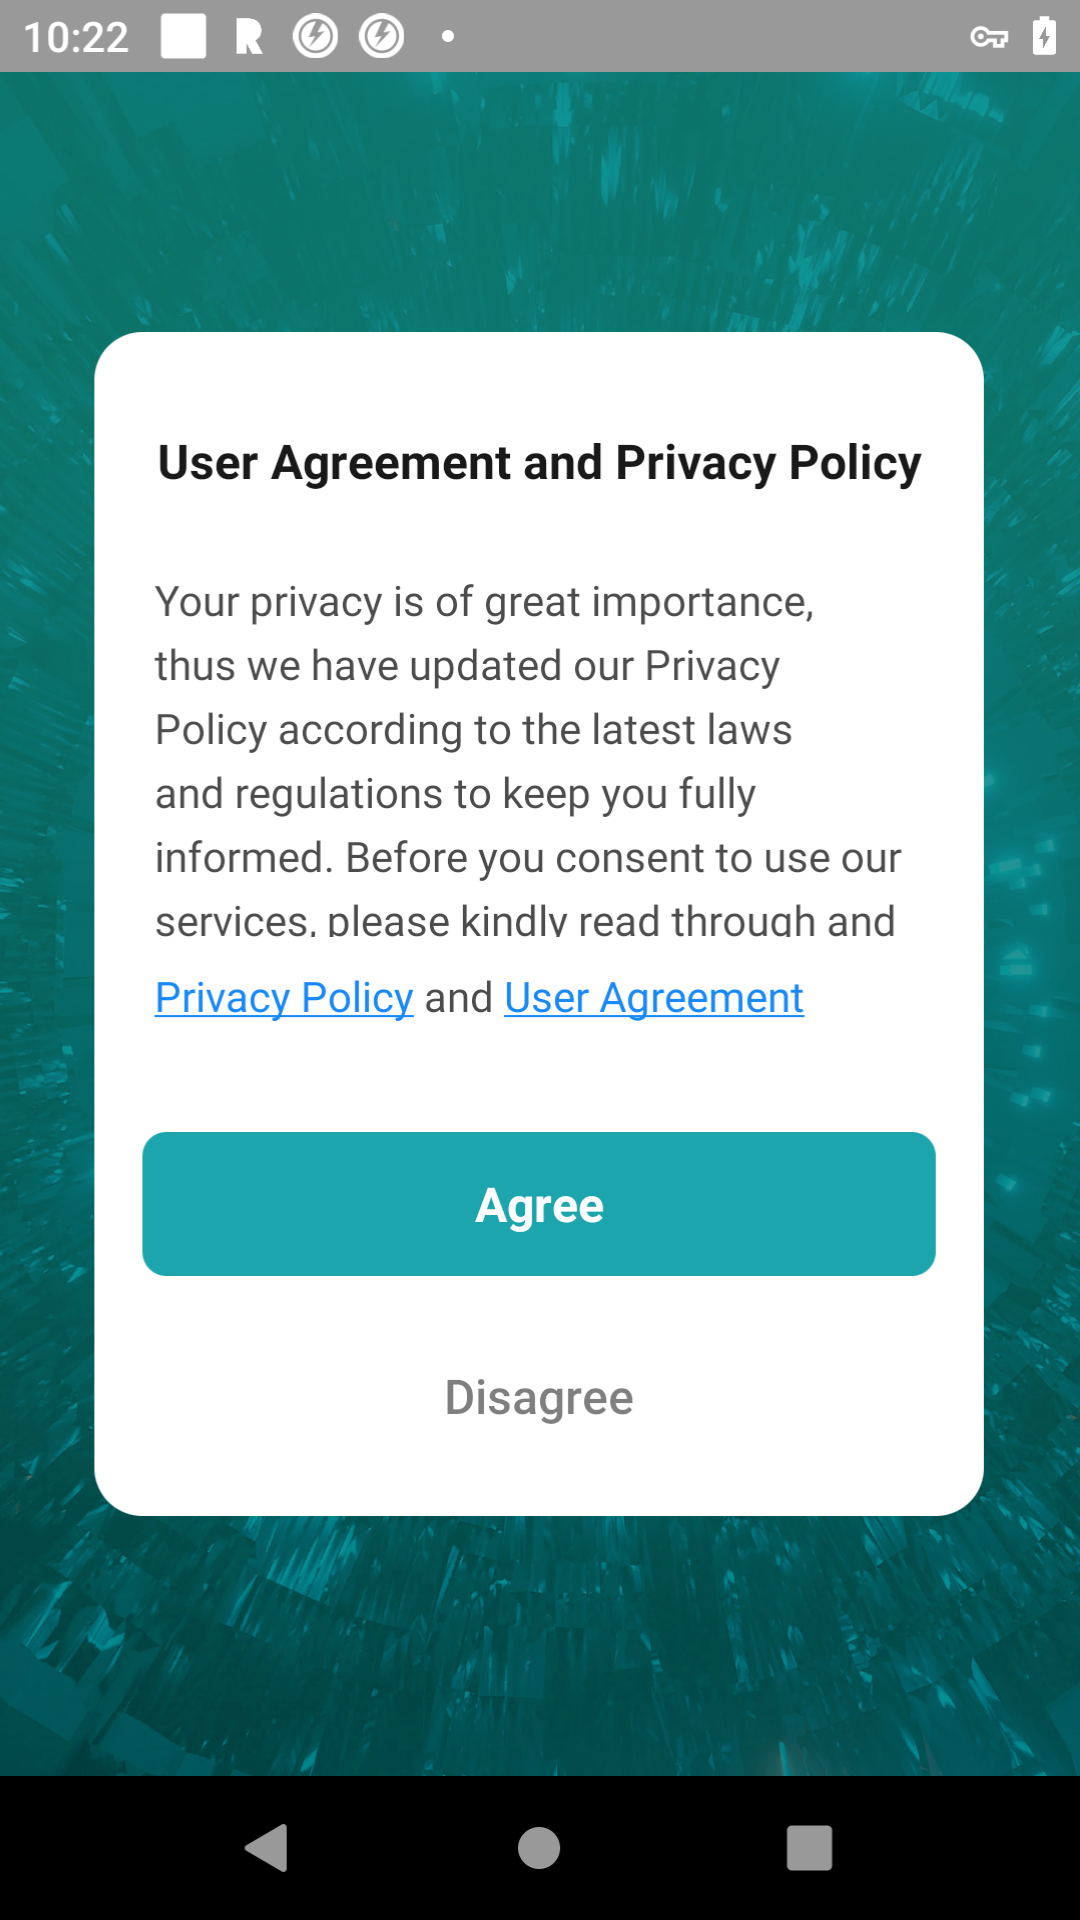 10:22
User Agreement and Privacy Policy
Your privacy is of great importance,
thus we have updated our Privacy
Policy according to the latest laws
and regulations to keep you fully
informed. Before you consent to use our
services, please kindly read through and
Privacy Policy and User Agreement
Agree
Disagree